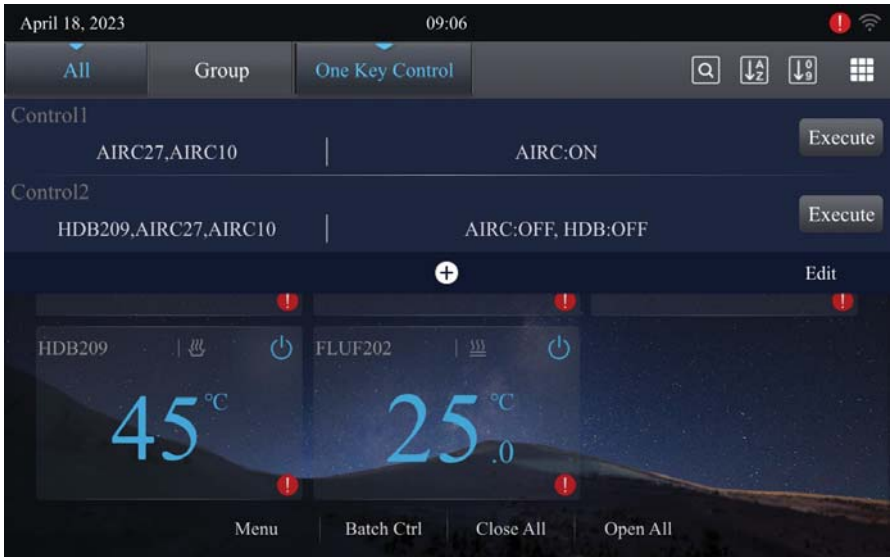 April 18, 2023 09:06
All Group One Key Control
Control1
AIRC27,AIRC10 AIRC:ON Execute
Control2
HDB209,AIRC27,AIRC10 AIRC:OFF, HDB:OFF Execute
Edit
HDB209 FLUF202
45°C 25.0°C
Menu Batch Ctrl Close All Open All